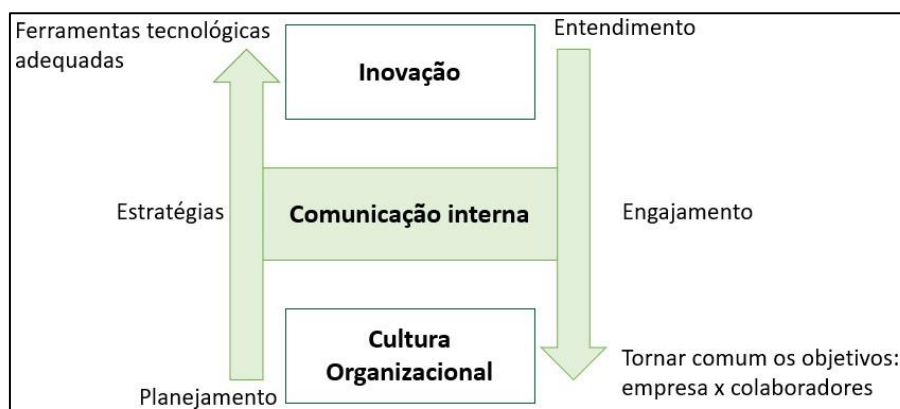 Ferramentas tecnológicas
adequadas
Inovação
Entendimento
Estratégias
Comunicação interna
Engajamento
Cultura
Organizacional
Planejamento
Tornar comum os objetivos:
empresa x colaboradores